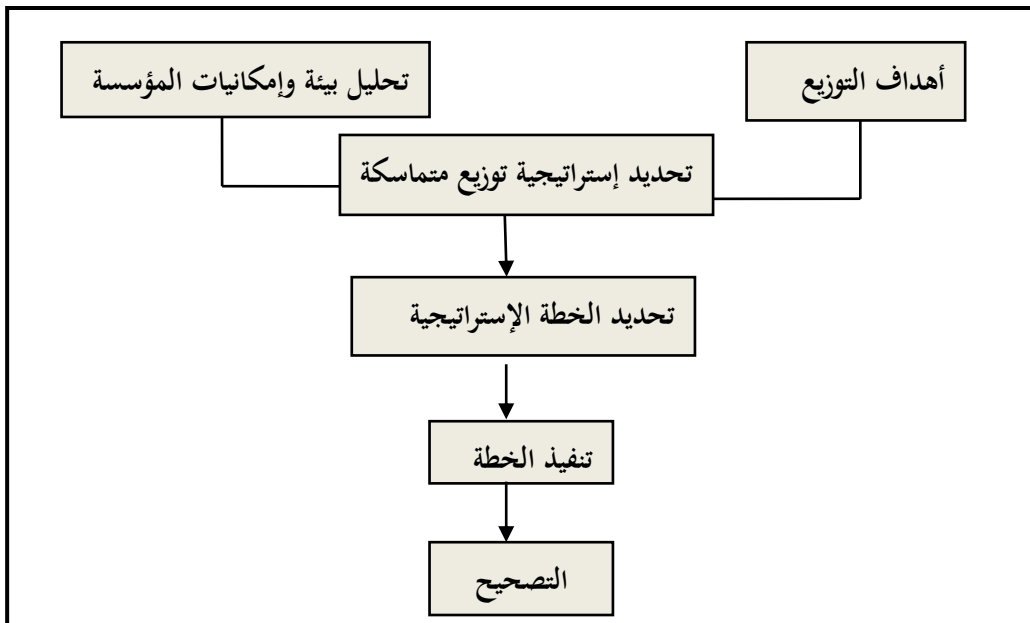 أهداف التوزيع
تحليل بيئة وإمكانيات المؤسسة
تحديد إستراتيجية توزيع متماسكة
تحديد الخطة الإستراتيجية
تنفيذ الخطة
التصحيح